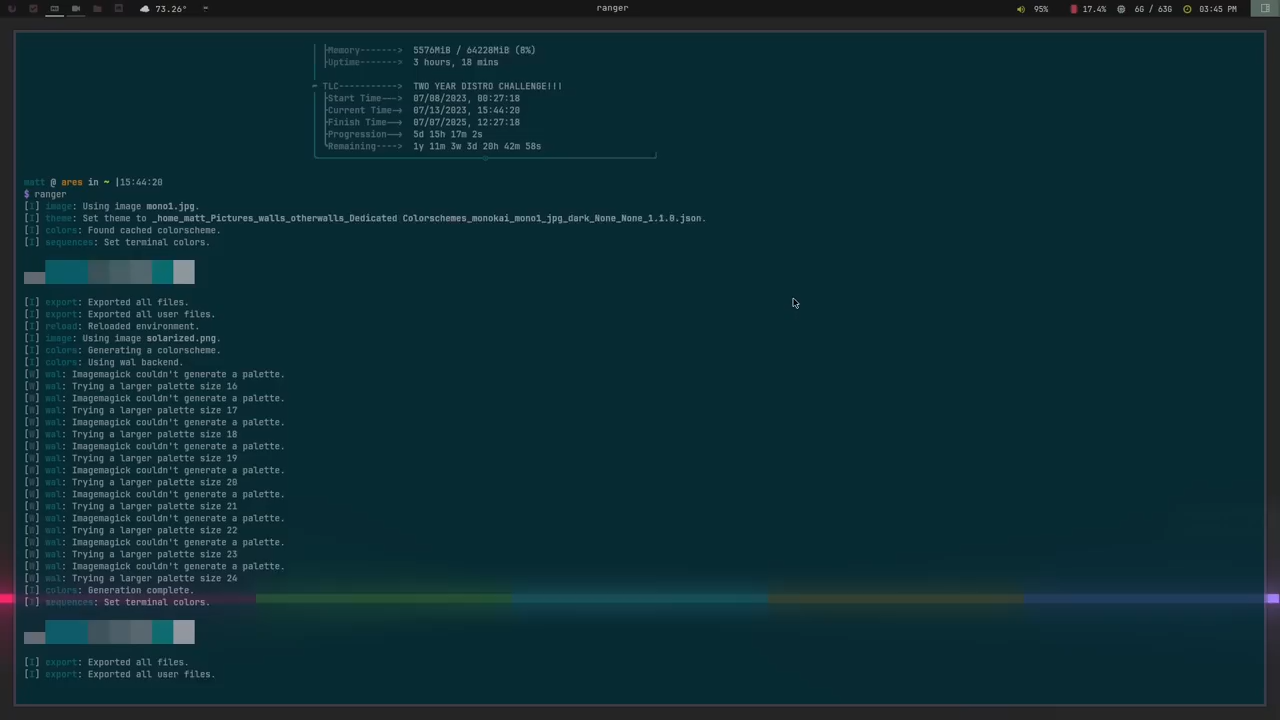 73.26°
ranger
95%
17.4%
6G / 63G
03:45 PM
Memory-------> 5576MiB / 64228MiB (8%)
Uptime-------> 3 hours, 18 mins
TLC-----------> TWO YEAR DISTRO CHALLENGE!!!
Start Time---> 07/08/2023, 00:27:18
Current Time-> 07/13/2023, 15:44:20
Finish Time--> 07/07/2025, 12:27:18
Progression--> 5d 15h 17m 2s
Remaining----> 1y 11m 3w 3d 20h 42m 58s
matt @ ares in ~ |15:44:20
$ ranger
[I] image: Using image mono1.jpg.
[I] theme: Set theme to _home_matt_Pictures_walls_otherwalls_Dedicated Colorschemes_monokai_mono1_jpg_dark_None_None_1.1.0.json.
[I] colors: Found cached colorscheme.
[I] sequences: Set terminal colors.
[I] export: Exported all files.
[I] export: Exported all user files.
[I] reload: Reloaded environment.
[I] image: Using image solarized.png.
[I] colors: Generating a colorscheme.
[I] colors: Using wal backend.
[W] wal: Imagemagick couldn't generate a palette.
[W] wal: Trying a larger palette size 16
[W] wal: Imagemagick couldn't generate a palette.
[W] wal: Trying a larger palette size 17
[W] wal: Imagemagick couldn't generate a palette.
[W] wal: Trying a larger palette size 18
[W] wal: Imagemagick couldn't generate a palette.
[W] wal: Trying a larger palette size 19
[W] wal: Imagemagick couldn't generate a palette.
[W] wal: Trying a larger palette size 20
[W] wal: Imagemagick couldn't generate a palette.
[W] wal: Trying a larger palette size 21
[W] wal: Imagemagick couldn't generate a palette.
[W] wal: Trying a larger palette size 22
[W] wal: Imagemagick couldn't generate a palette.
[W] wal: Trying a larger palette size 23
[W] wal: Imagemagick couldn't generate a palette.
[W] wal: Trying a larger palette size 24
[I] colors: Generation complete.
[I] sequences: Set terminal colors.
[I] export: Exported all files.
[I] export: Exported all user files.